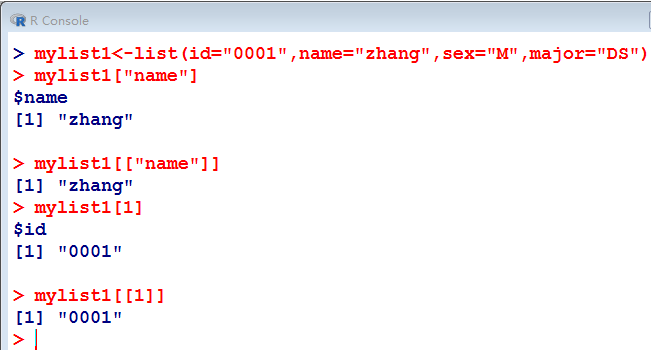 R Console
> mylist1<-list(id="0001",name="zhang",sex="M",major="DS")
> mylist1["name"]
$name
[1] "zhang"
> mylist1[["name"]]
[1] "zhang"
> mylist1[1]
$id
[1] "0001"
> mylist1[[1]]
[1] "0001"
>